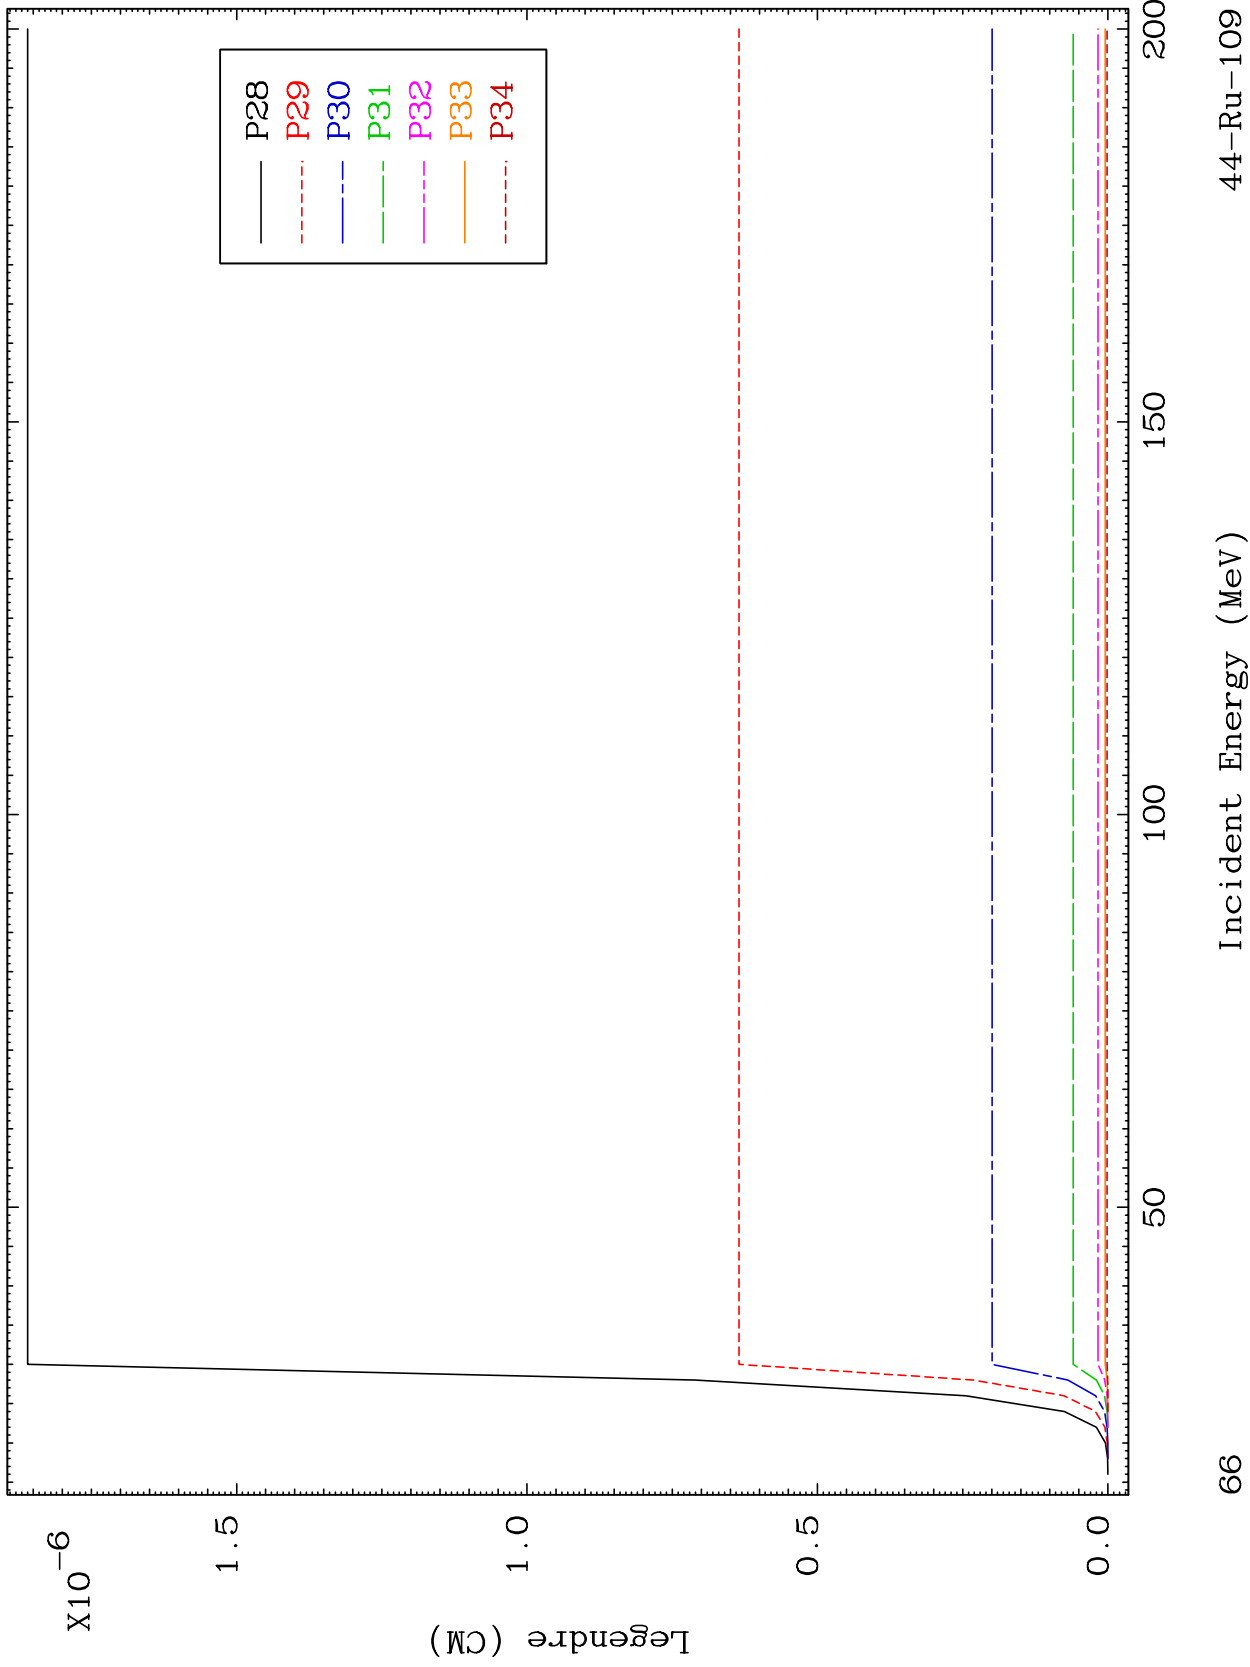 X10^-6
Legendre (CM)
1.5
1.0
0.5
0.0
P28
P29
P30
P31
P32
P33
P34
50
100
150
200
66
Incident Energy (MeV)
44-Ru-109